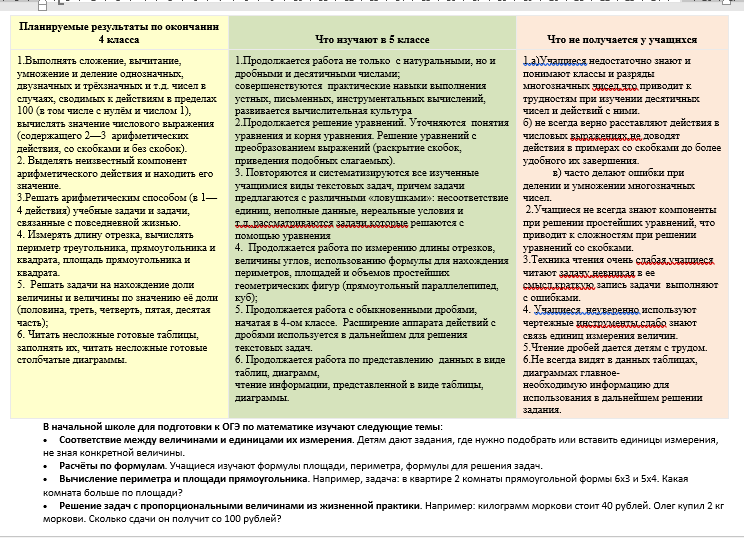 Планируемые результаты по окончании
4 класса
1.Выполнять сложение, вычитание,
умножение и деление однозначных,
двузначных и трёхзначных и т.д. чисел в
случаях, сводимых к действиям в пределах
100 (в том числе с нулём и числом 1),
вычислять значение числового выражения
(содержащего 2—3  арифметических
действия, со скобками и без скобок).
2. Выделять неизвестный компонент
арифметического действия и находить его
значение.
3.Решать арифметическим способом (в 1—
4 действия) учебные задачи и задачи,
связанные с повседневной жизнью.
4. Измерять длину отрезка, вычислять
периметр треугольника, прямоугольника и
квадрата, площадь прямоугольника и
квадрата.
5.  Решать задачи на нахождение доли
величины и величины по значению её доли
(половина, треть, четверть, пятая, десятая
часть);
6. Читать несложные готовые таблицы,
заполнять их, читать несложные готовые
столбчатые диаграммы.
Что изучают в 5 классе
1.Продолжается работа не только  с натуральными, но и
дробными и десятичными числами;
совершенствуются  практические навыки выполнения
устных, письменных, инструментальных вычислений,
развивается вычислительная культура
2.Продолжается решение уравнений. Уточняются  понятия
уравнения и корня уравнения. Решение уравнений с
преобразованием выражений (раскрытие скобок,
приведения подобных слагаемых).
3. Повторяются и систематизируются все изученные
учащимися виды текстовых задач, причем задачи
предлагаются с различными «ловушками»: несоответствие
единиц, неполные данные, нереальные условия и
т.д. рассматриваются задачи,которые решаются с
помощью уравнения
4.  Продолжается работа по измерению длины отрезков,
величины углов, использованию формулы для нахождения
периметров, площадей и объемов простейших
геометрических фигур (прямоугольный параллелепипед,
куб);
5. Продолжается работа с обыкновенными дробями,
начатая в 4-ом классе.  Расширение аппарата действий с
дробями используется в дальнейшем для решения
текстовых задач.
6. Продолжается работа по представлению  данных в виде
таблиц, диаграмм,
чтение информации, представленной в виде таблицы,
диаграммы.
Что не получается у учащихся
1.а)Учащиеся недостаточно знают и
понимают классы и разряды
многозначных чисел,что приводит к
трудностям при изучении десятичных
чисел и действий с ними.
б) не всегда верно расставляют действия в
числовых выражениях,не доводят
действия в примерах со скобками до более
удобного их завершения.
в) часто делают ошибки при
делении и умножении многозначных
чисел.
2.Учащиеся не всегда знают компоненты
при решении простейших уравнений, что
приводит к сложностям при решении
уравнений со скобками.
3.Техника чтения очень слабая,учащиеся
читают задачу,невникая в ее
смысл,краткую запись задачи  выполняют
с ошибками.
4. Учащиеся  неуверенно используют
чертежные инструменты,слабо знают
связь единиц измерения величин.
5.Чтение дробей дается детям с трудом.
6.Не всегда видят в данных таблицах,
диаграммах главное-
необходимую информацию для
использования в дальнейшем решении
задания.
В начальной школе для подготовки к ОГЭ по математике изучают следующие темы:
• Соответствие между величинами и единицами их измерения. Детям дают задания, где нужно подобрать или вставить единицы измерения,
не зная конкретной величины.
• Расчёты по формулам. Учащиеся изучают формулы площади, периметра, формулы для решения задач.
• Вычисление периметра и площади прямоугольника. Например, задача: в квартире 2 комнаты прямоугольной формы 6х3 и 5х4. Какая
комната больше по площади?
• Решение задач с пропорциональными величинами из жизненной практики. Например: килограмм моркови стоит 40 рублей. Олег купил 2 кг
моркови. Сколько сдачи он получит со 100 рублей?